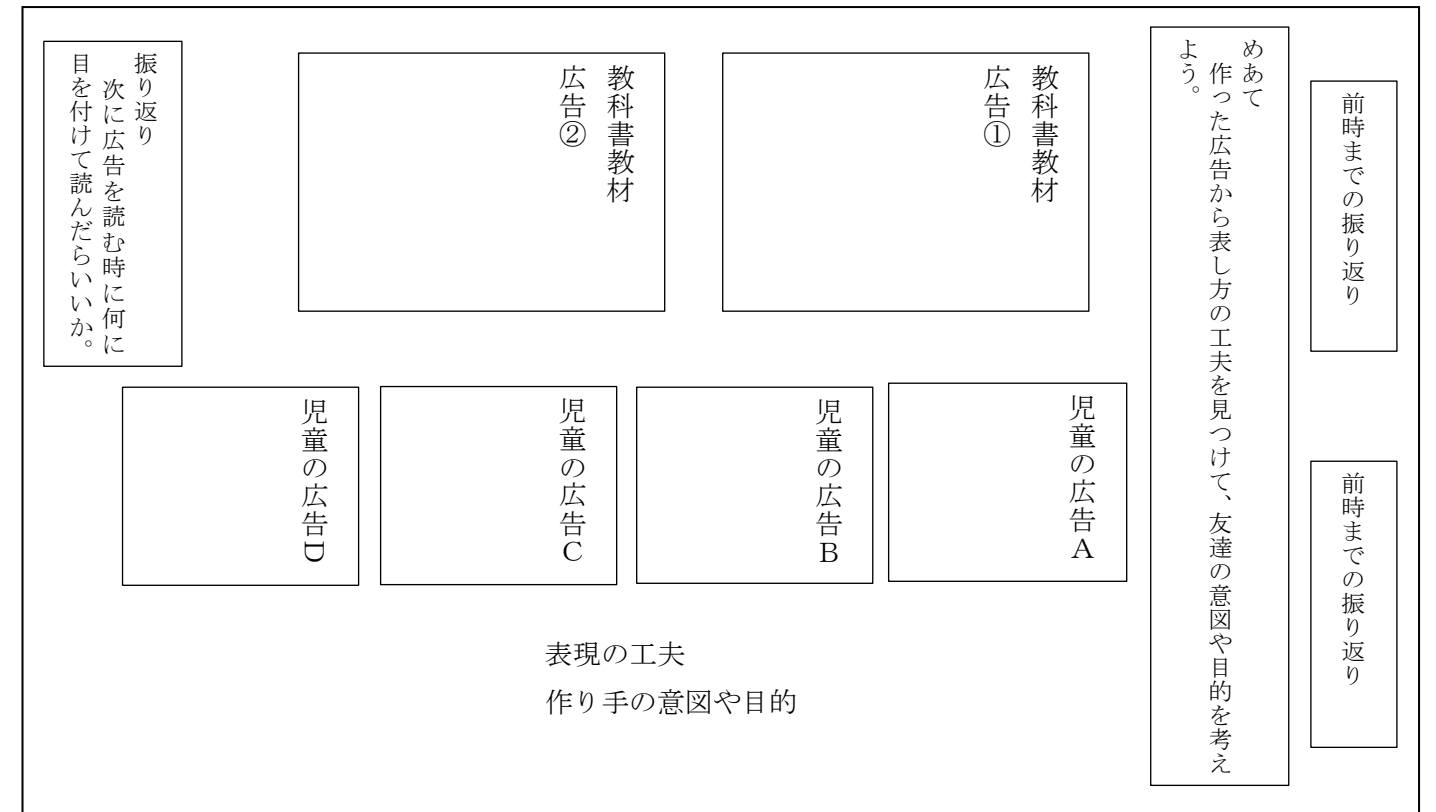 前時までの振り返り
前時までの振り返り
めあて
作った広告から表し方の工夫を見つけて、友達の意図や目的を考え
よう。
教科書教材
広告①
教科書教材
広告②
児童の広告A
児童の広告B
児童の広告C
児童の広告D
表現の工夫
作り手の意図や目的
振り返り
次に広告を読む時に何に
目を付けて読んだらいいか。